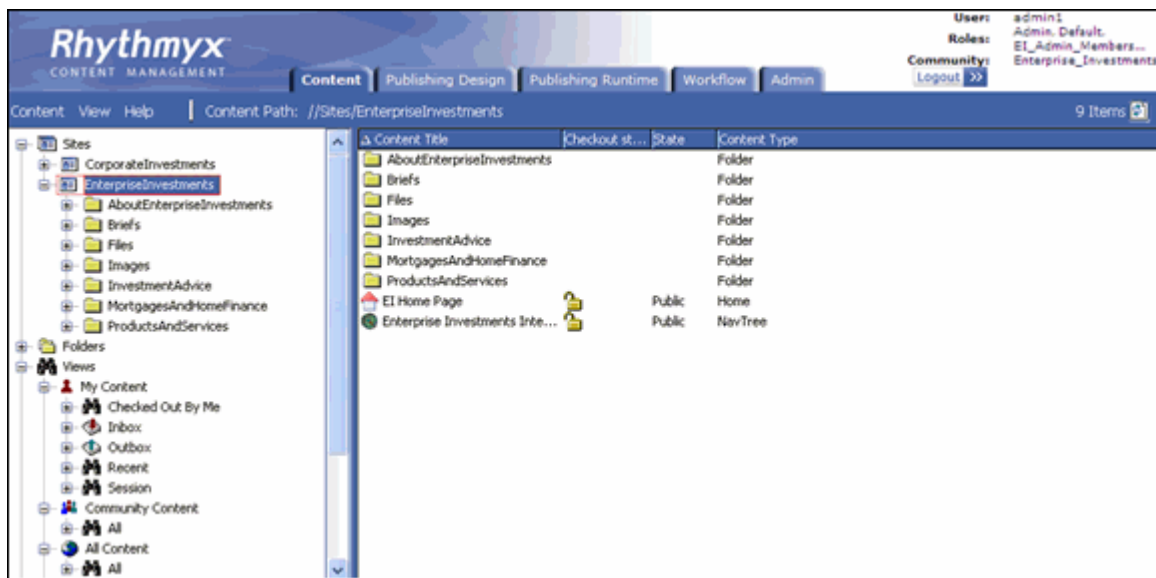 Rhythmyx
CONTENT MANAGEMENT
User: admin1
Roles: Admin, Default,
EI_Admin_Members...
Community: Enterprise_Investments
Logout >>
Content Publishing Design Publishing Runtime Workflow Admin
Content View Help Content Path: //Sites/EnterpriseInvestments 9 Items
Sites
CorporateInvestments
EnterpriseInvestments
AboutEnterpriseInvestments
Briefs
Files
Images
InvestmentAdvice
MortgagesAndHomeFinance
ProductsAndServices
Folders
Views
My Content
Checked Out By Me
Inbox
Outbox
Recent
Session
Community Content
All
All Content
All
Content Title Checkout st... State Content Type
AboutEnterpriseInvestments Folder
Briefs Folder
Files Folder
Images Folder
InvestmentAdvice Folder
MortgagesAndHomeFinance Folder
ProductsAndServices Folder
EI Home Page Public Home
Enterprise Investments Inte... Public NavTree